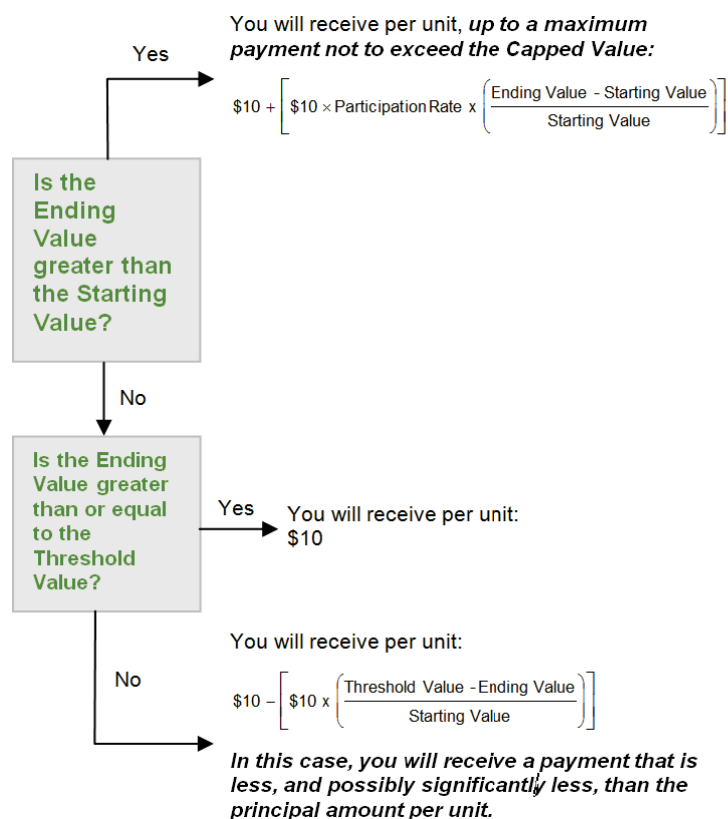 You will receive per unit, up to a maximum
payment not to exceed the Capped Value:
Yes
$10 + [ $10 × Participation Rate x ( Ending Value - Starting Value / Starting Value ) ]
Is the
Ending
Value
greater than
the Starting
Value?
No
Is the Ending
Value greater
than or equal
to the
Threshold
Value?
Yes
You will receive per unit:
$10
You will receive per unit:
No
$10 – [ $10 x ( Threshold Value - Ending Value / Starting Value ) ]
In this case, you will receive a payment that is
less, and possibly significantly less, than the
principal amount per unit.